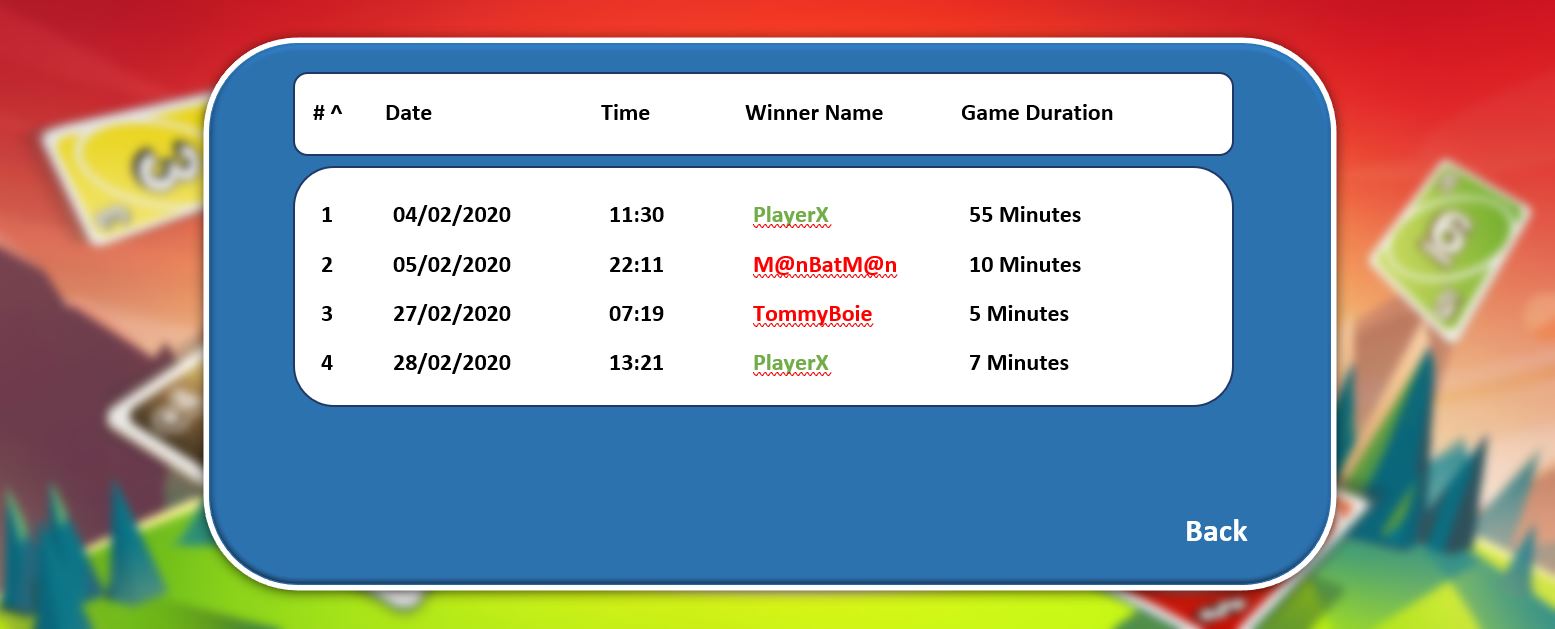 # ^ Date Time Winner Name Game Duration
1 04/02/2020 11:30 PlayerX 55 Minutes
2 05/02/2020 22:11 M@nBatM@n 10 Minutes
3 27/02/2020 07:19 TommyBoie 5 Minutes
4 28/02/2020 13:21 PlayerX 7 Minutes
Back
3
6